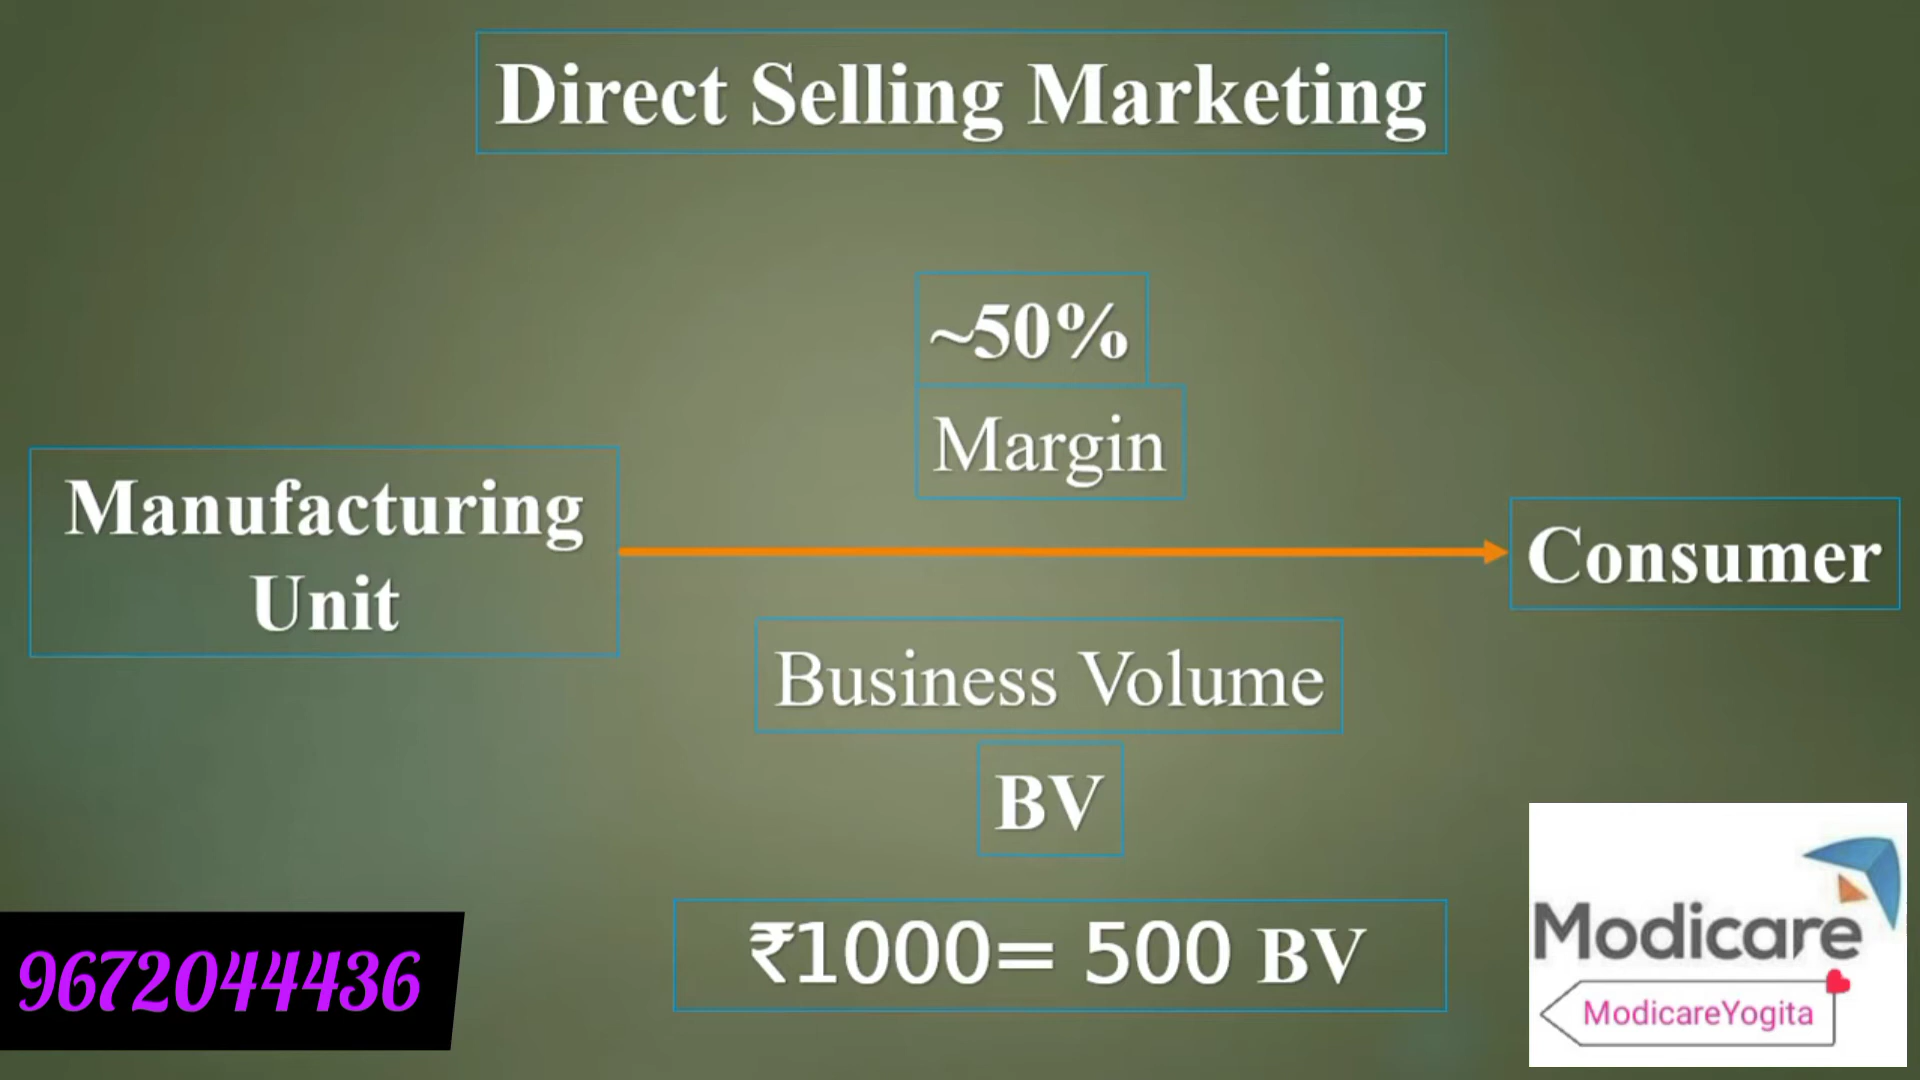 Direct Selling Marketing
~50%
Margin
Manufacturing
Unit
Consumer
Business Volume
BV
₹1000= 500 BV
9672044436
Modicare
ModicareYogita